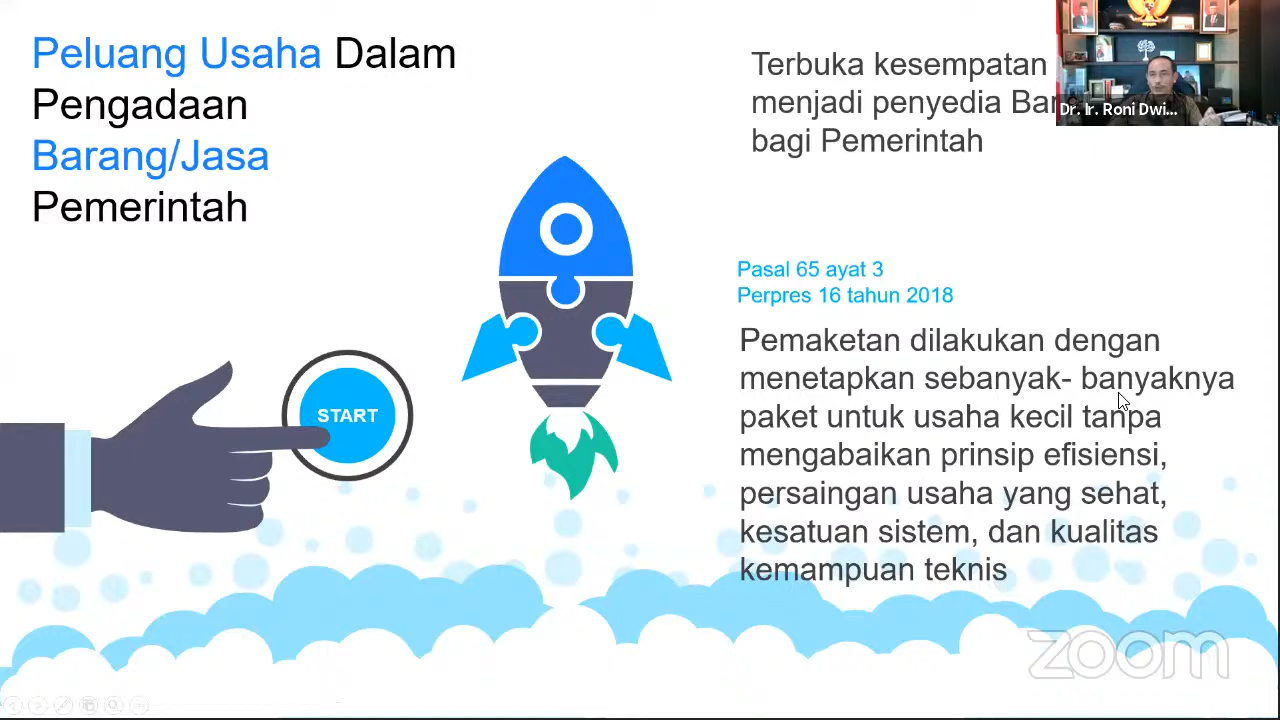 Peluang Usaha Dalam
Pengadaan
Barang/Jasa
Pemerintah
Terbuka kesempatan
menjadi penyedia
bagi Pemerintah
Dr. Ir. Roni Dwi...
Pasal 65 ayat 3
Perpres 16 tahun 2018
Pemaketan dilakukan dengan
menetapkan sebanyak- banyaknya
paket untuk usaha kecil tanpa
mengabaikan prinsip efisiensi,
persaingan usaha yang sehat,
kesatuan sistem, dan kualitas
kemampuan teknis
START
zoom